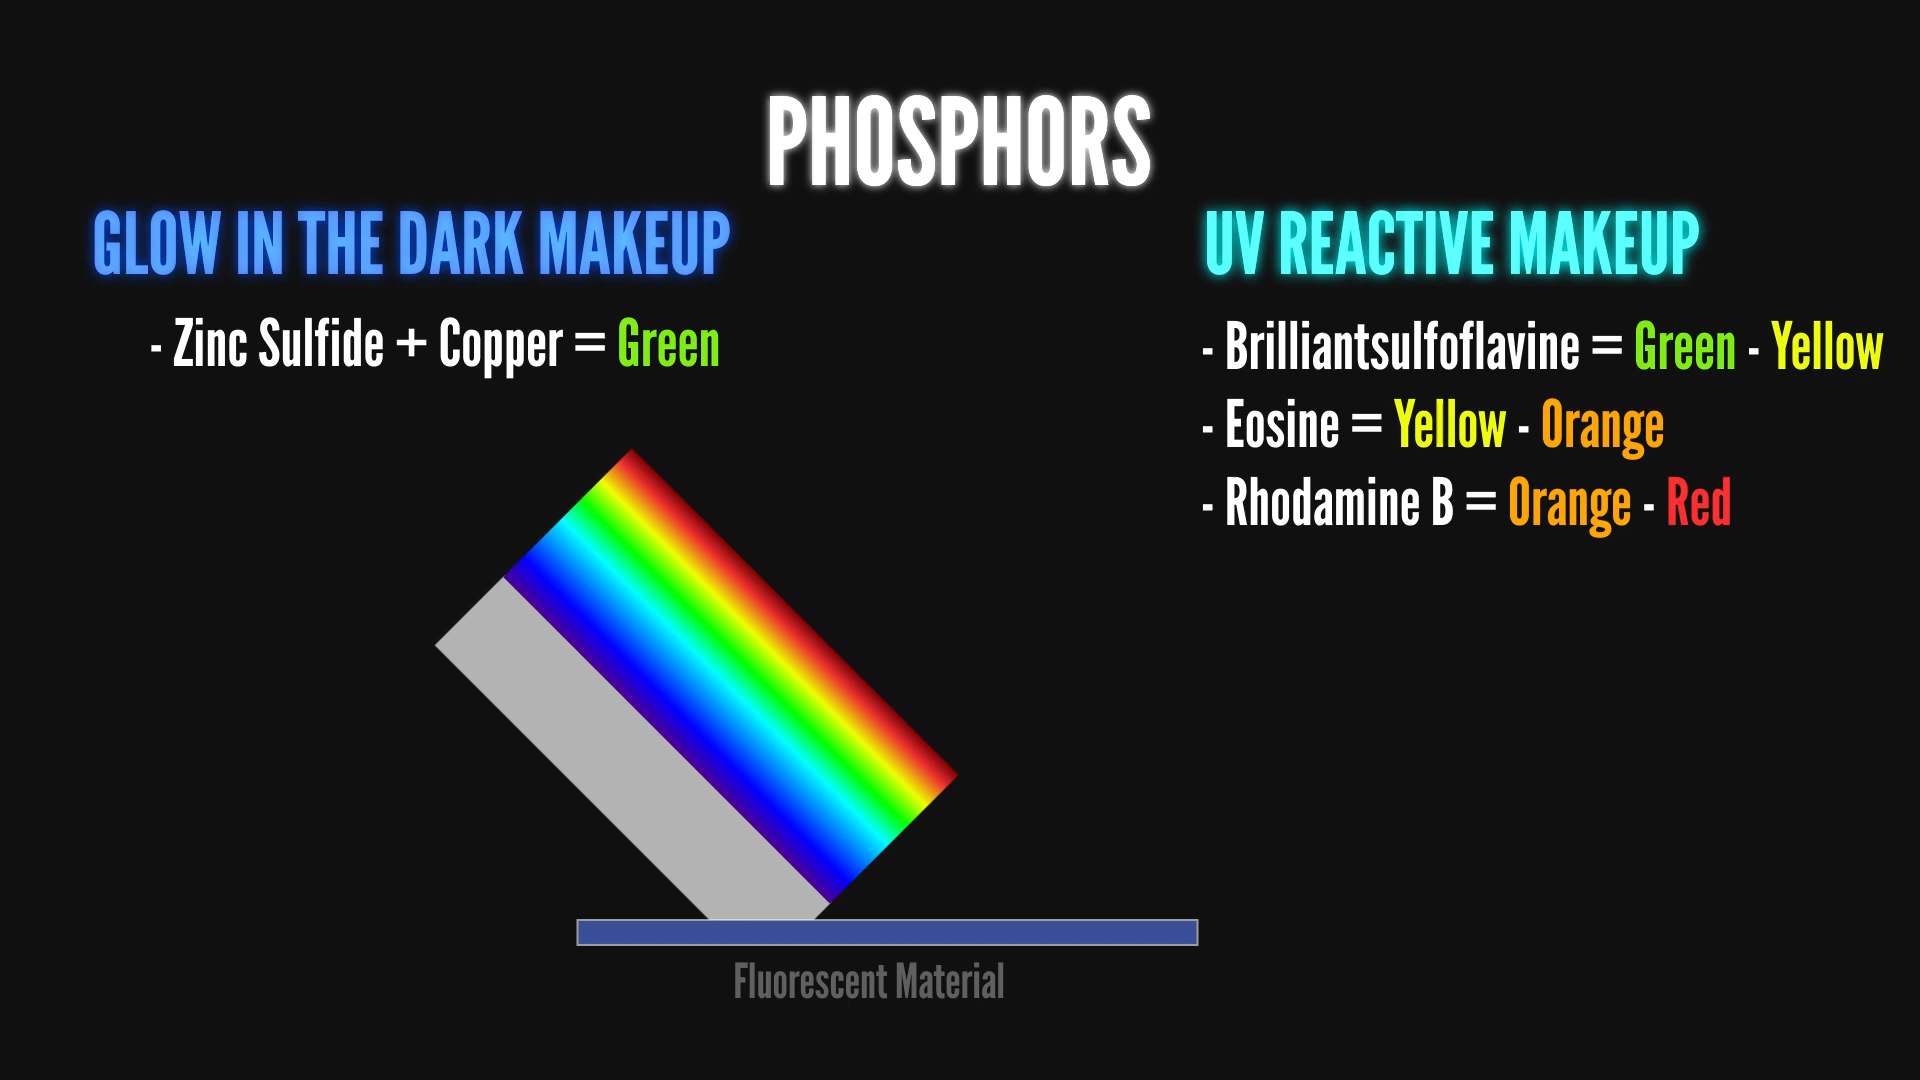 PHOSPHORS
GLOW IN THE DARK MAKEUP
- Zinc Sulfide + Copper = Green
UV REACTIVE MAKEUP
- Brilliantsulfoflavine = Green - Yellow
- Eosine = Yellow - Orange
- Rhodamine B = Orange - Red
Fluorescent Material